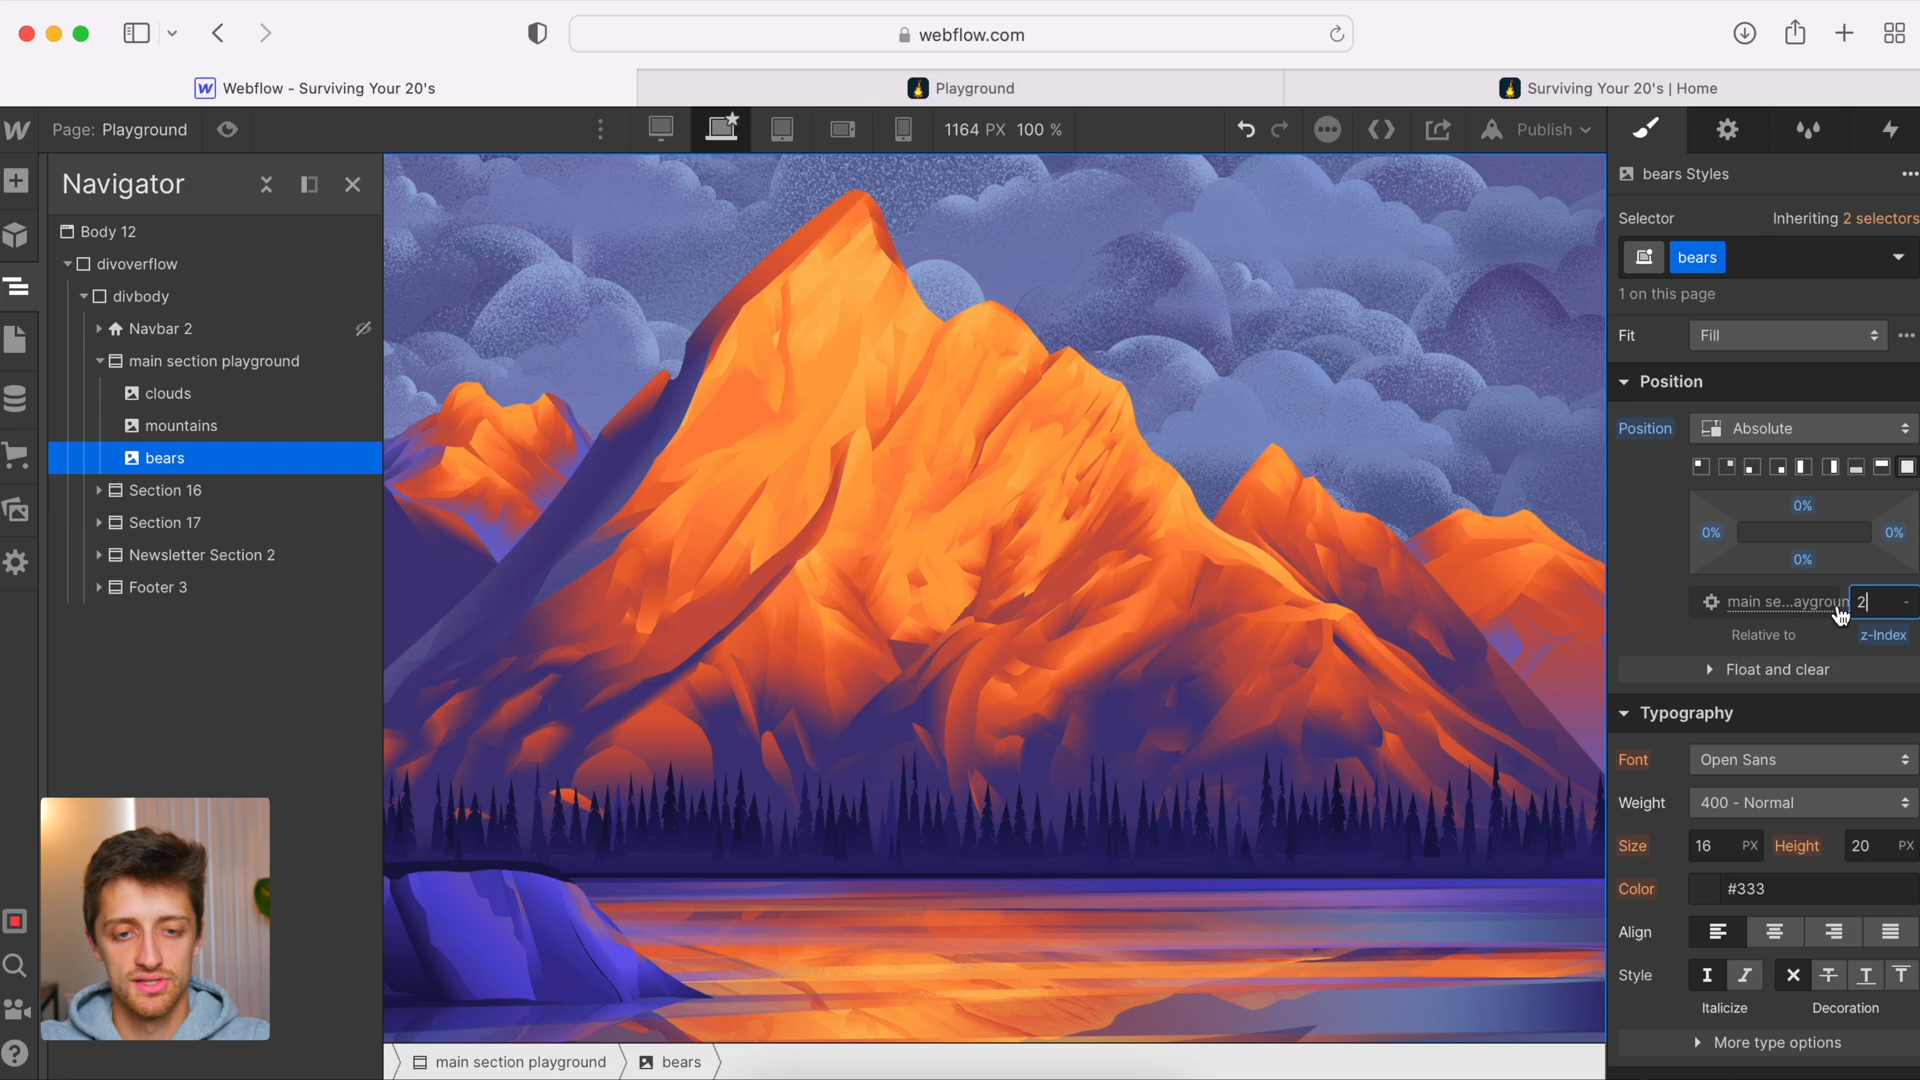 webflow.com
W Webflow - Surviving Your 20's
Playground
Surviving Your 20's | Home
Page: Playground
1164 PX 100 %
Publish
Navigator
Body 12
divoverflow
divbody
Navbar 2
main section playground
clouds
mountains
bears
Section 16
Section 17
Newsletter Section 2
Footer 3
main section playground
bears
bears Styles
Selector
Inheriting 2 selectors
bears
1 on this page
Fit
Fill
Position
Position
Absolute
0%
0%
0%
0%
main se...aygroun
2
-
Relative to
z-Index
Float and clear
Typography
Font
Open Sans
Weight
400 - Normal
Size
16 PX
Height
20 PX
Color
#333
Align
Style
Italicize
Decoration
More type options